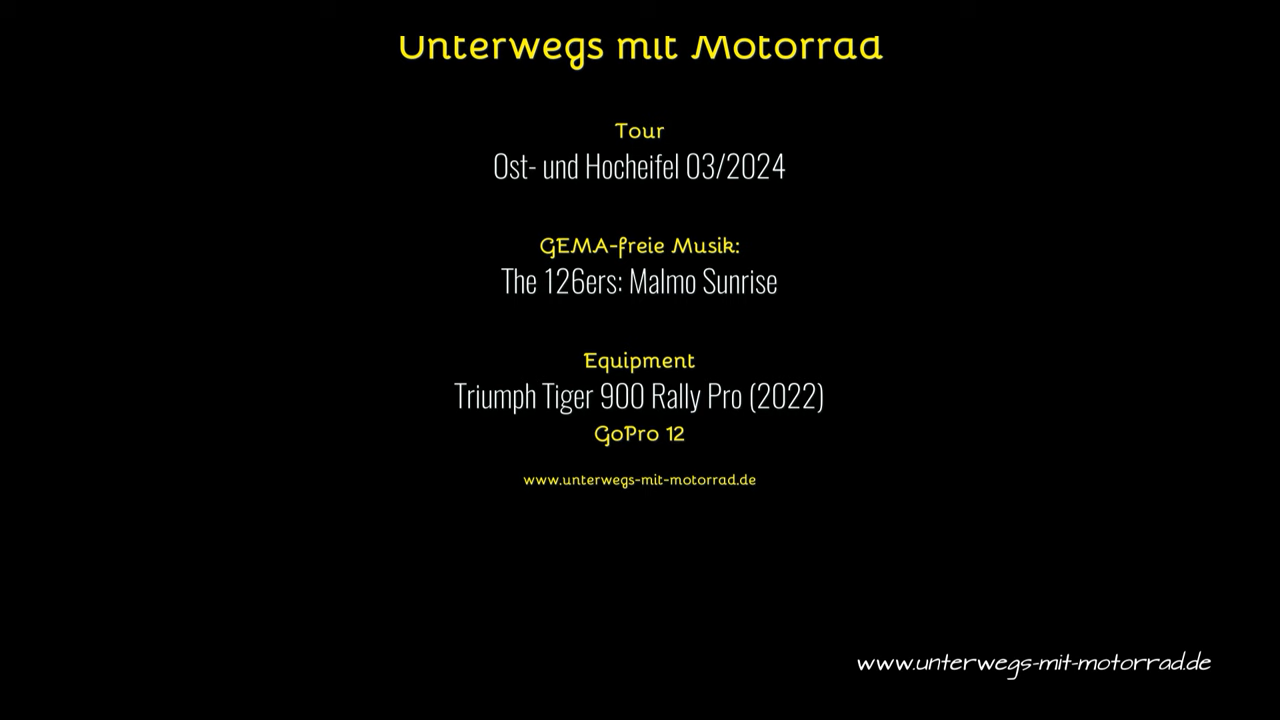 Unterwegs mit Motorrad
Tour
Ost- und Hocheifel 03/2024
GEMA-freie Musik:
The 126ers: Malmo Sunrise
Equipment
Triumph Tiger 900 Rally Pro (2022)
GoPro 12
www.unterwegs-mit-motorrad.de
www.unterwegs-mit-motorrad.de